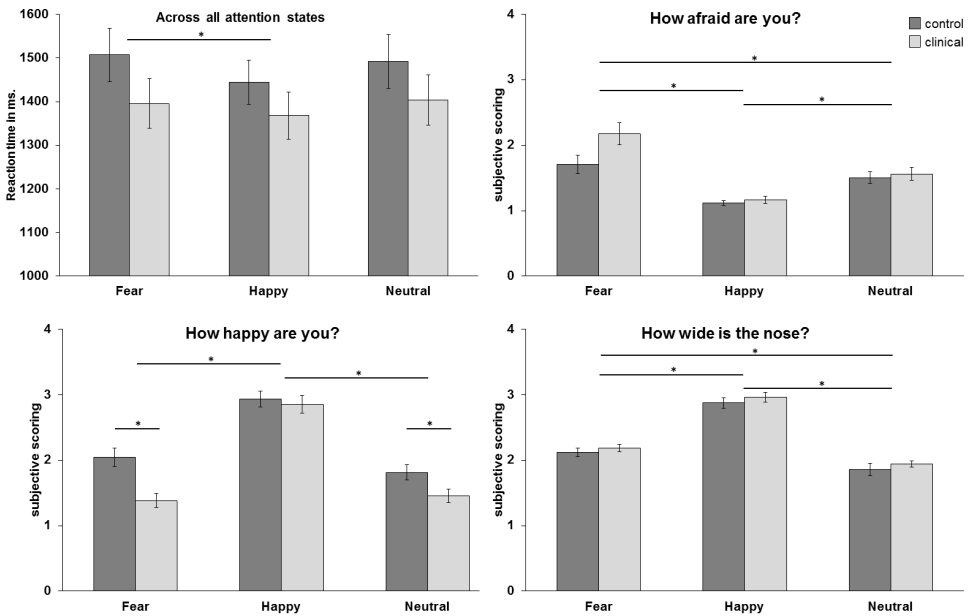 Across all attention states
Reaction time in ms.
1600
1500
1400
1300
1200
1100
1000
*
Fear Happy Neutral
How afraid are you?
control
clinical
subjective scoring
4
3
2
1
0
*
*
*
Fear Happy Neutral
How happy are you?
subjective scoring
4
3
2
1
0
*
*
*
*
Fear Happy Neutral
How wide is the nose?
subjective scoring
4
3
2
1
0
*
*
*
Fear Happy Neutral